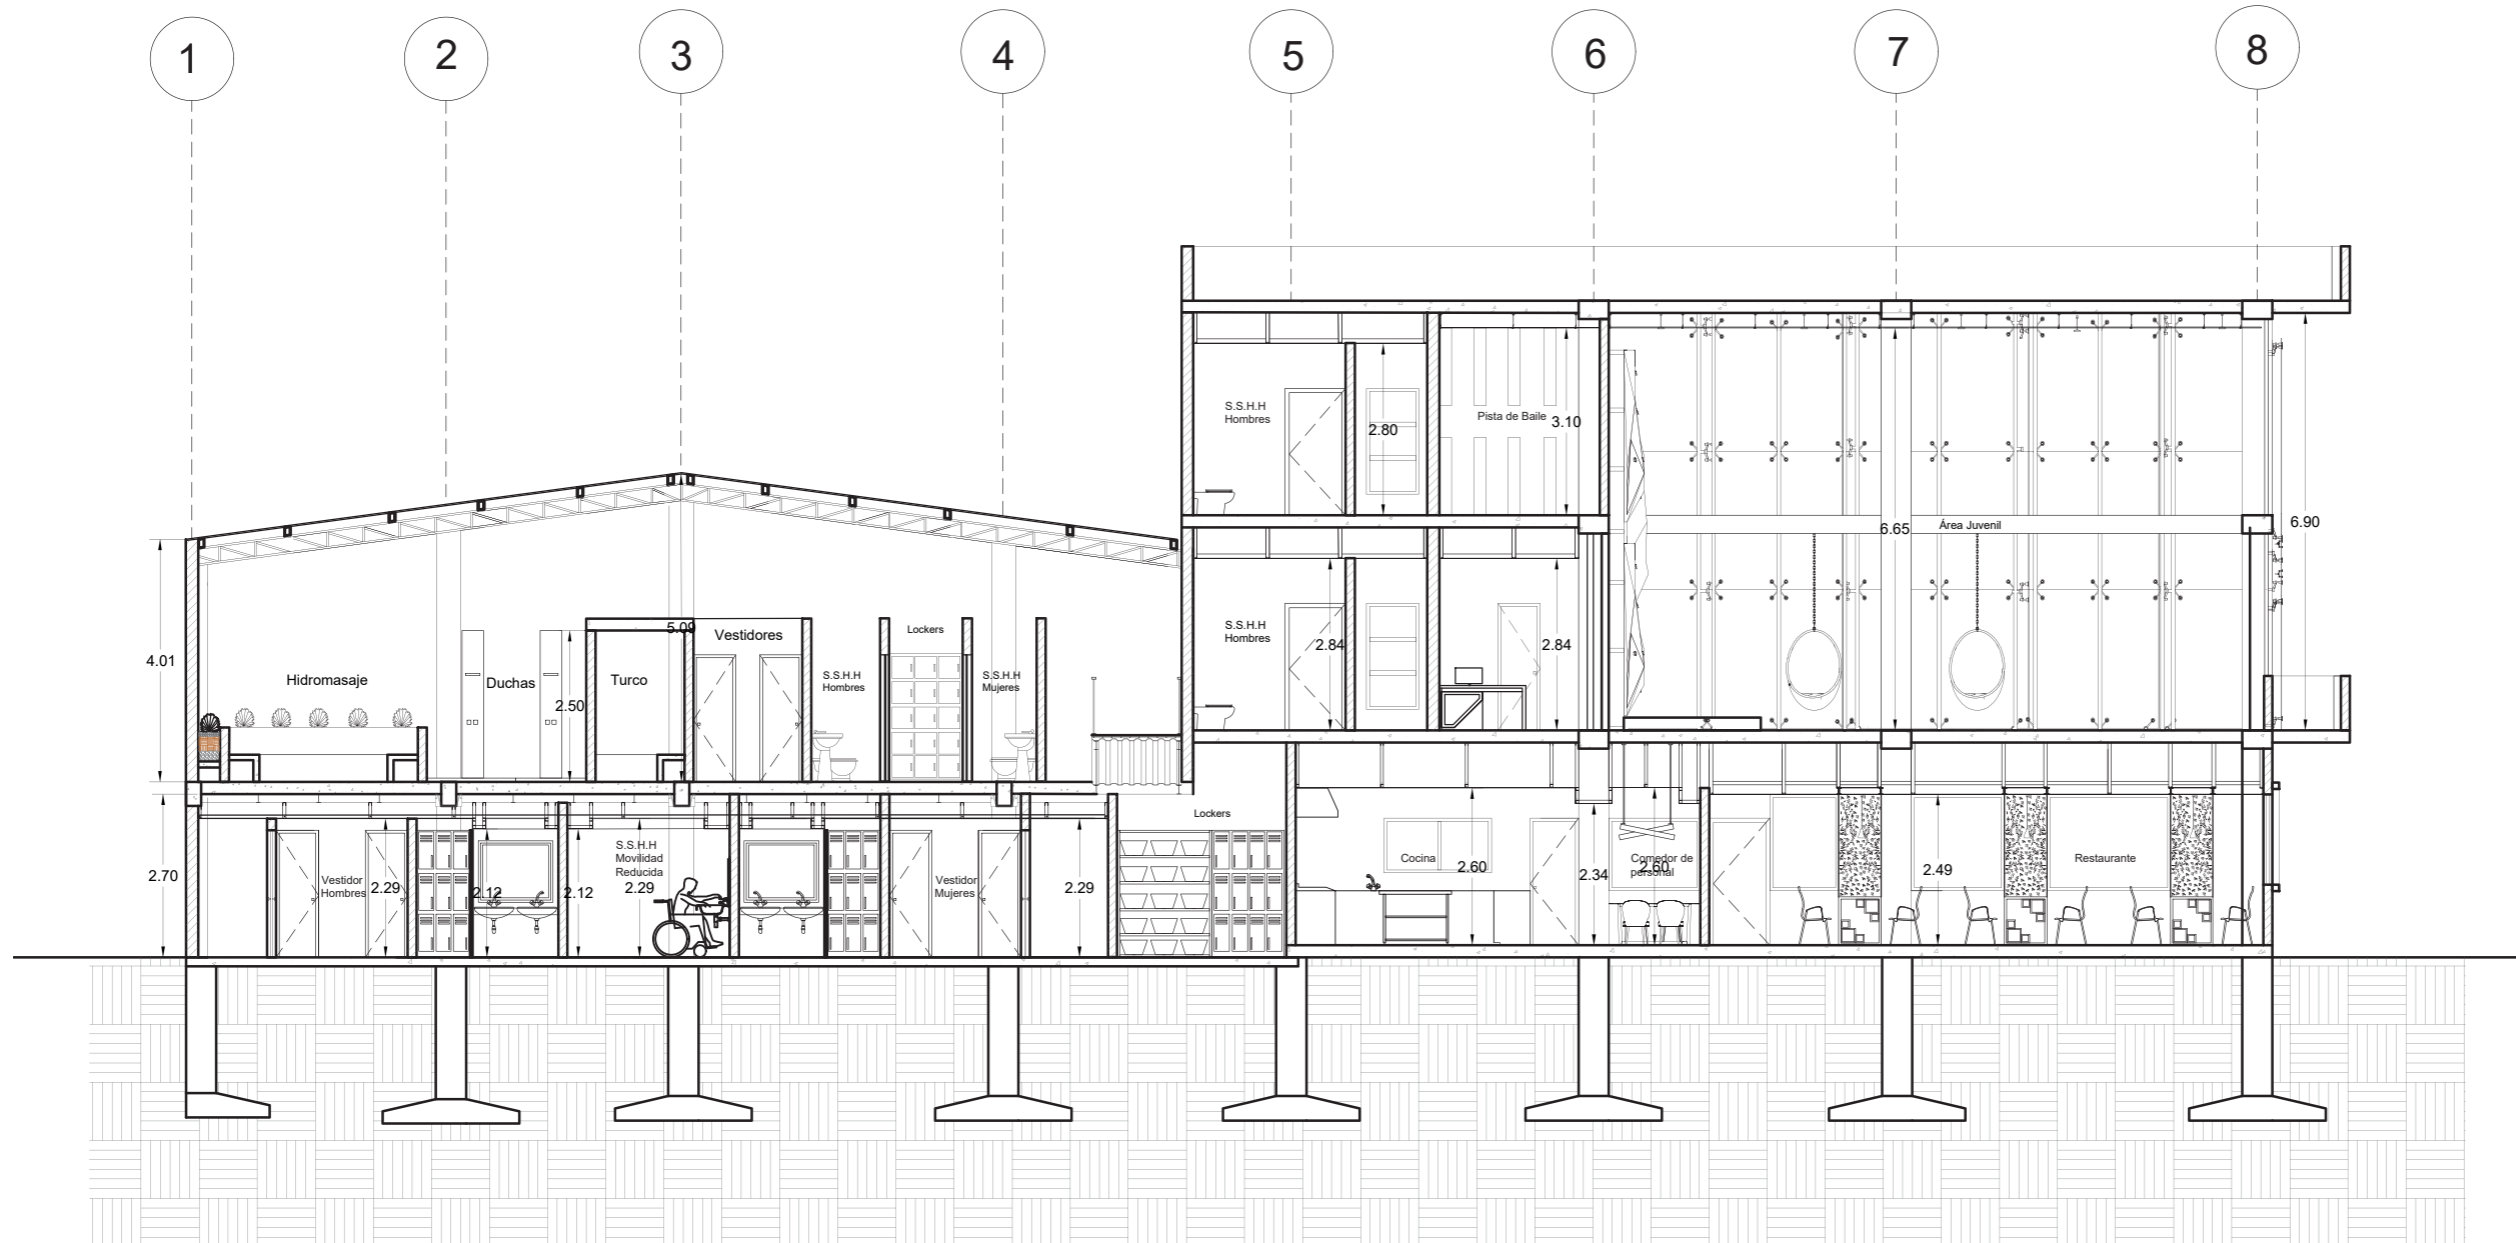 1
2
3
4
5
6
7
8
S.S.H.H
Hombres
2.80
Pista de Baile
3.10
6.65
Área Juvenil
6.90
4.01
Hidromasaje
Duchas
2.50
Turco
5.09
Vestidores
S.S.H.H
Hombres
Lockers
S.S.H.H
Mujeres
S.S.H.H
Hombres
2.84
2.84
2.70
Vestidor
Hombres
2.29
2.12
2.12
S.S.H.H
Movilidad
Reducida
2.29
Vestidor
Mujeres
2.29
Lockers
Cocina
2.60
2.34
Comedor de
personal
2.60
2.49
Restaurante